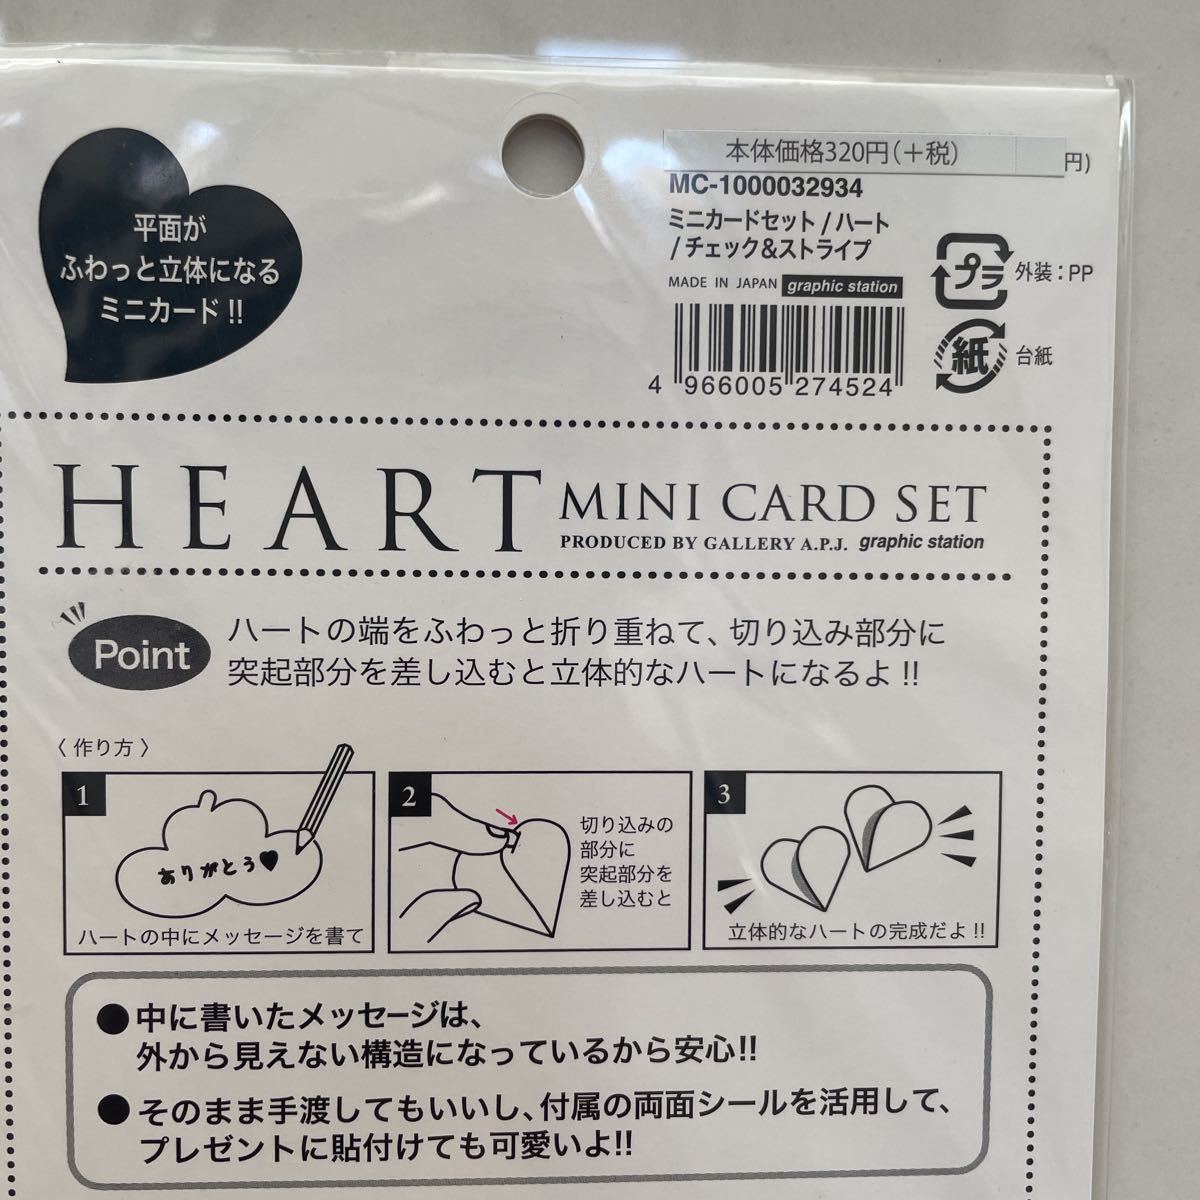 平面が
ふわっと立体になる
ミニカード!!
本体価格320円(+税)
円)
MC-1000032934
ミニカードセット/ハート
/チェック&ストライプ
MADE IN JAPAN graphic station
4 966005 274524
プラ 外装:PP
紙 台紙
HEART MINI CARD SET
PRODUCED BY GALLERY A.P.J. graphic station
Point
ハートの端をふわっと折り重ねて、切り込み部分に
突起部分を差し込むと立体的なハートになるよ!!
〈作り方〉
1
ありがとう♥
ハートの中にメッセージを書て
2
切り込みの
部分に
突起部分を
差し込むと
3
立体的なハートの完成だよ!!
●中に書いたメッセージは、
外から見えない構造になっているから安心!!
●そのまま手渡してもいいし、付属の両面シールを活用して、
プレゼントに貼付けても可愛いよ!!